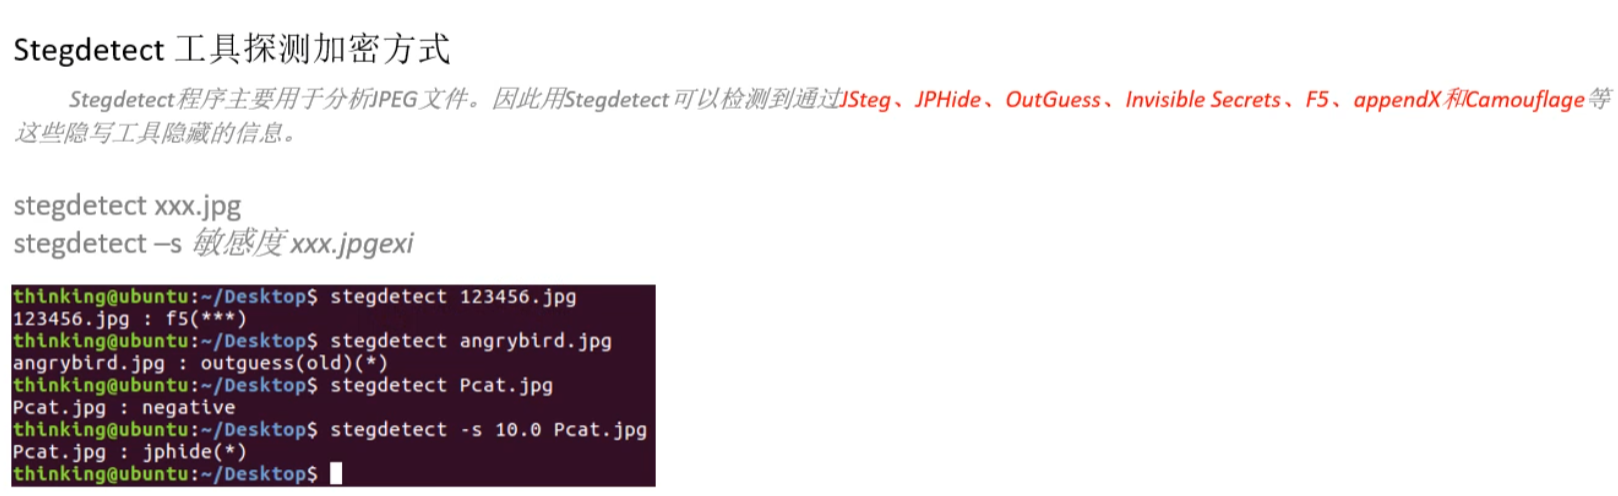 Stegdetect 工具探测加密方式
Stegdetect程序主要用于分析JPEG文件。因此用Stegdetect可以检测到通过JSteg、JPHide、OutGuess、Invisible Secrets、F5、appendX和Camouflage等
这些隐写工具隐藏的信息。
stegdetect xxx.jpg
stegdetect –s 敏感度 xxx.jpgexi
thinking@ubuntu:~/Desktop$ stegdetect 123456.jpg
123456.jpg : f5(***)
thinking@ubuntu:~/Desktop$ stegdetect angrybird.jpg
angrybird.jpg : outguess(old)(*)
thinking@ubuntu:~/Desktop$ stegdetect Pcat.jpg
Pcat.jpg : negative
thinking@ubuntu:~/Desktop$ stegdetect -s 10.0 Pcat.jpg
Pcat.jpg : jphide(*)
thinking@ubuntu:~/Desktop$